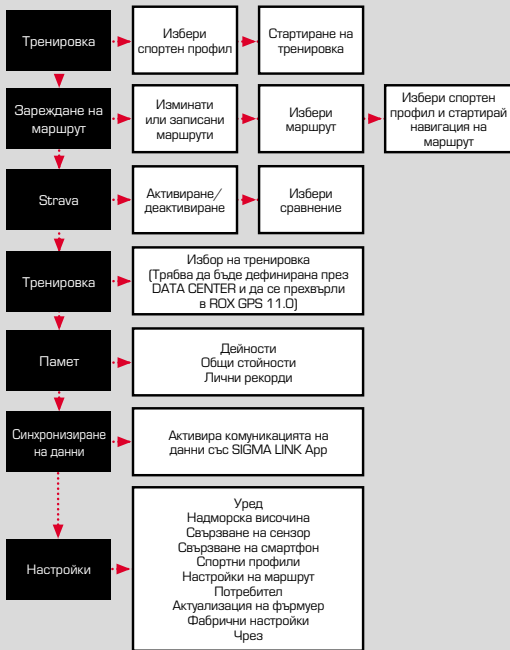 Тренировка
Избери
спортен профил
Стартиране на
тренировка
Зареждане на
маршрут
Изминати
или записани
маршрути
Избери
маршрут
Избери спортен
профил и стартирай
навигация на
маршрут
Strava
Активиране/
деактивиране
Избери
сравнение
Тренировка
Избор на тренировка
(Трябва да бъде дефинирана през
DATA CENTER и да се прехвърли
в ROX GPS 11.0)
Памет
Дейности
Общи стойности
Лични рекорди
Синхронизиране
на данни
Активира комуникацията на
данни със SIGMA LINK App
Настройки
Уред
Надморска височина
Свързване на сензор
Свързване на смартфон
Спортни профили
Настройки на маршрут
Потребител
Актуализация на фърмуер
Фабрични настройки
Чрез